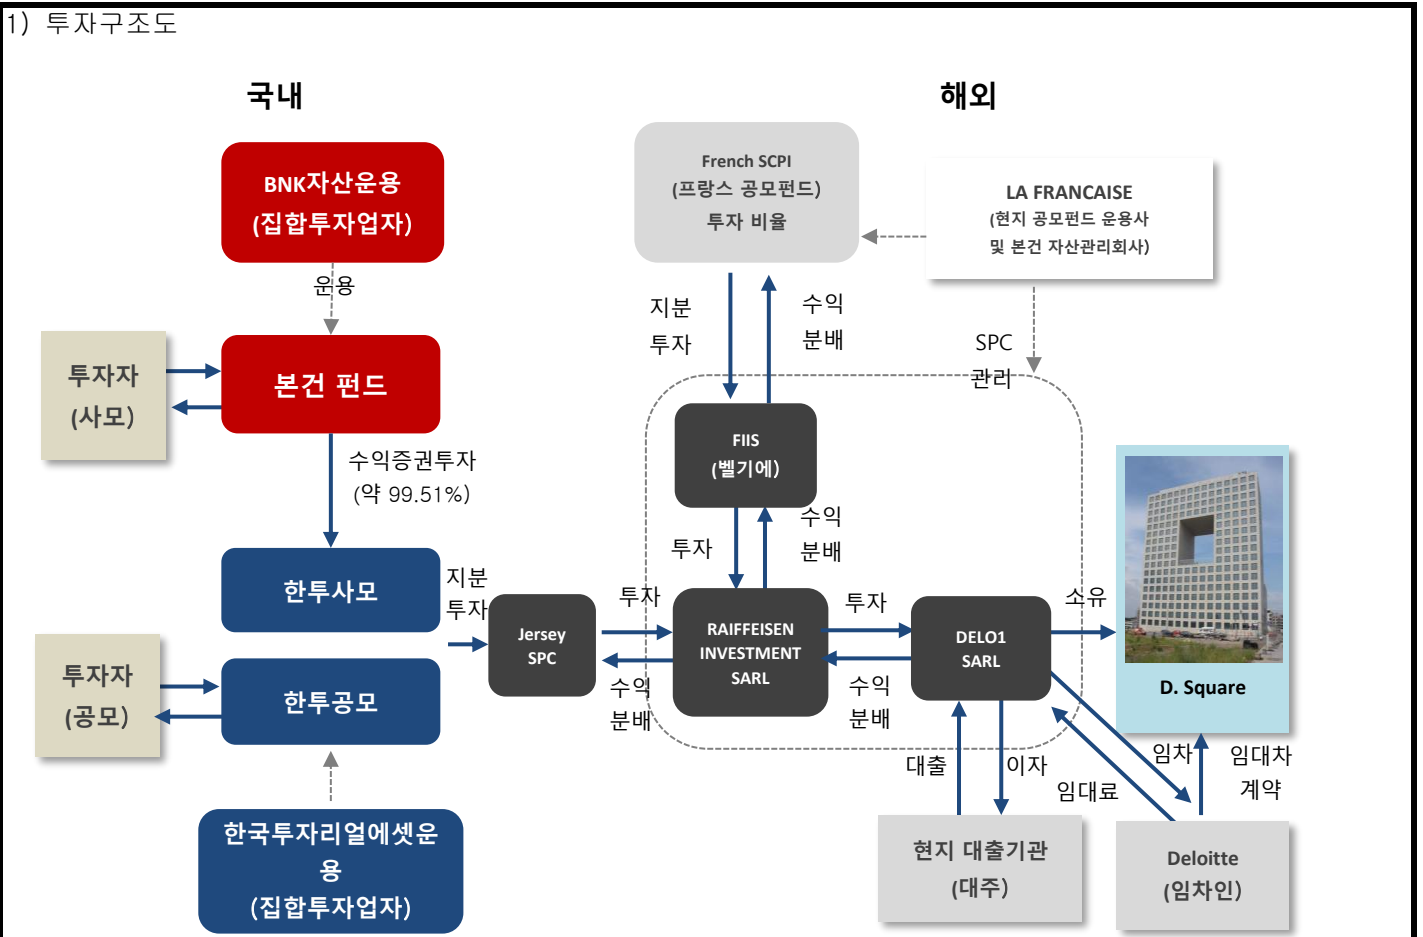 1) 투자구조도
국내
해외
BNK자산운용
(집합투자업자)
운용
투자자
(사모)
본건 펀드
수익증권투자
(약 99.51%)
한투사모
지분
투자
투자자
(공모)
한투공모
한국투자리얼에셋운
용
(집합투자업자)
French SCPI
(프랑스 공모펀드)
투자 비율
LA FRANCAISE
(현지 공모펀드 운용사
및 본건 자산관리회사)
지분
투자
수익
분배
SPC
관리
FIIS
(벨기에)
투자
수익
분배
Jersey
SPC
투자
수익
분배
RAIFFEISEN
INVESTMENT
SARL
투자
수익
분배
DELO1
SARL
소유
D. Square
대출
이자
임대료
임차
임대차
계약
현지 대출기관
(대주)
Deloitte
(임차인)